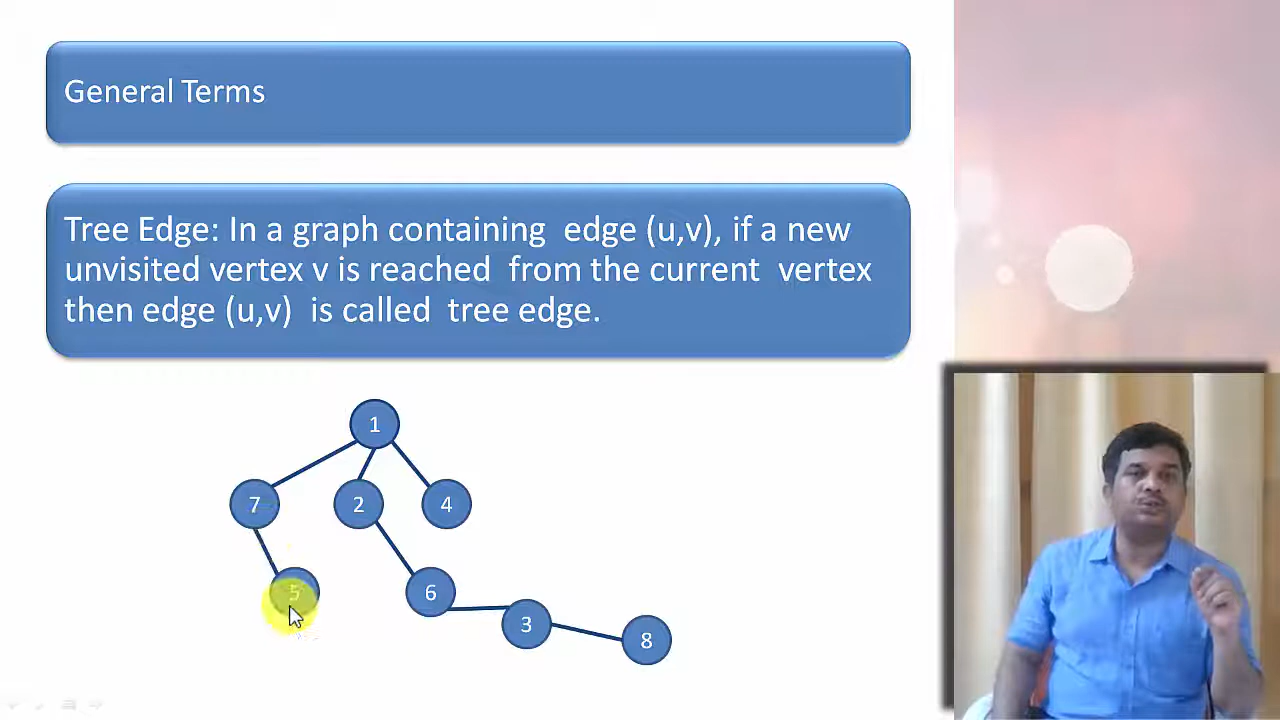 General Terms
Tree Edge: In a graph containing edge (u,v), if a new
unvisited vertex v is reached from the current vertex
then edge (u,v) is called tree edge.
1
7 2 4
5 6
3
8